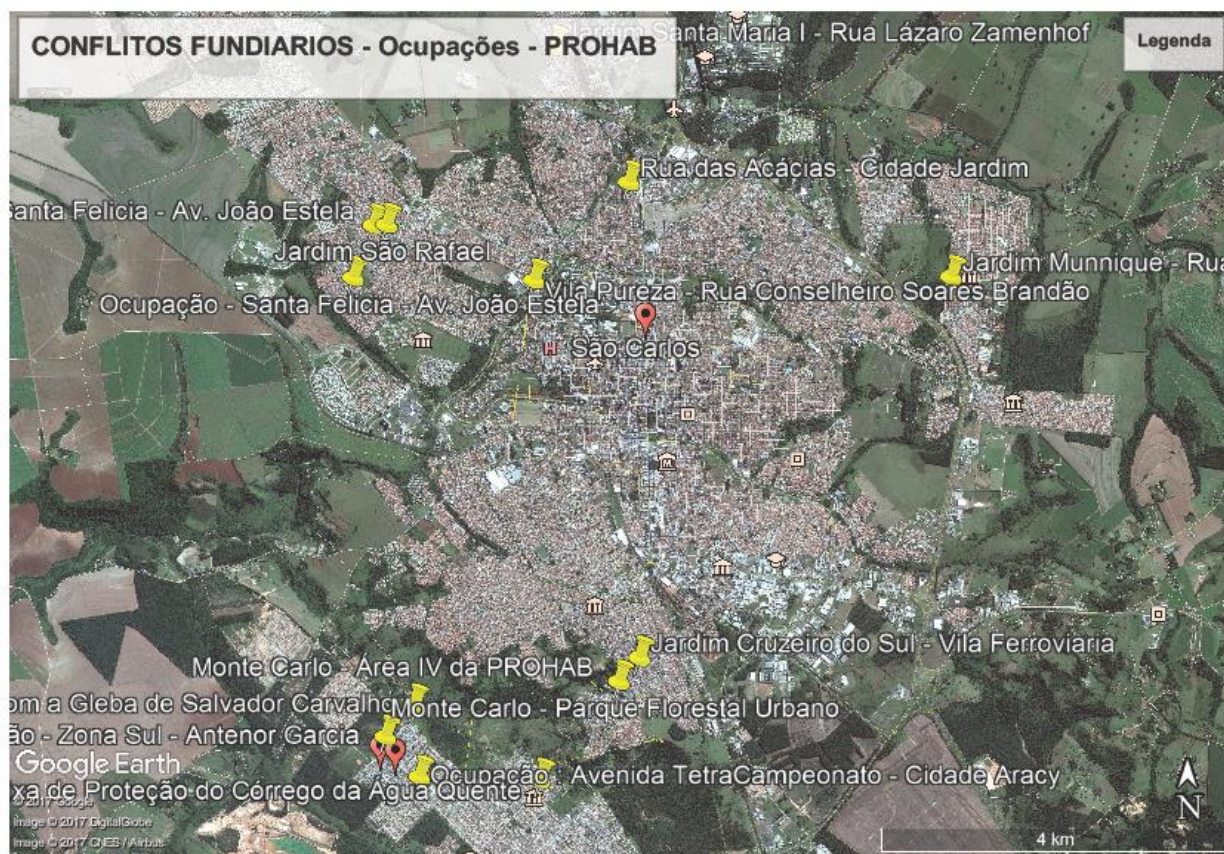 Jardim Santa Maria I - Rua Lázaro Zamenhof
CONFLITOS FUNDIARIOS - Ocupações - PROHAB
Legenda
Rua das Acácias - Cidade Jardim
Santa Felicia - Av. João Estela
Jardim São Rafael
Jardim Munnique - Rua
Vila Pureza - Rua Conselheiro Soares Brandão
Ocupação - Santa Felicia - Av. João Estela
H
São Carlos
Jardim Cruzeiro do Sul - Vila Ferroviaria
Monte Carlo - Area IV da PROHAB
om a Gleba de Salvador Carvalho
Monte Carlo - Parque Florestal Urbano
ão - Zona Sul - Antenor Garcia
Google Earth
Ocupação : Avenida TetraCampeonato - Cidade Aracy
xa de Proteção do Córrego da Agua Quente
© 2017 Google
Image © 2017 DigitalGlobe
Image © 2017 CNES / Airbus
N
4 km